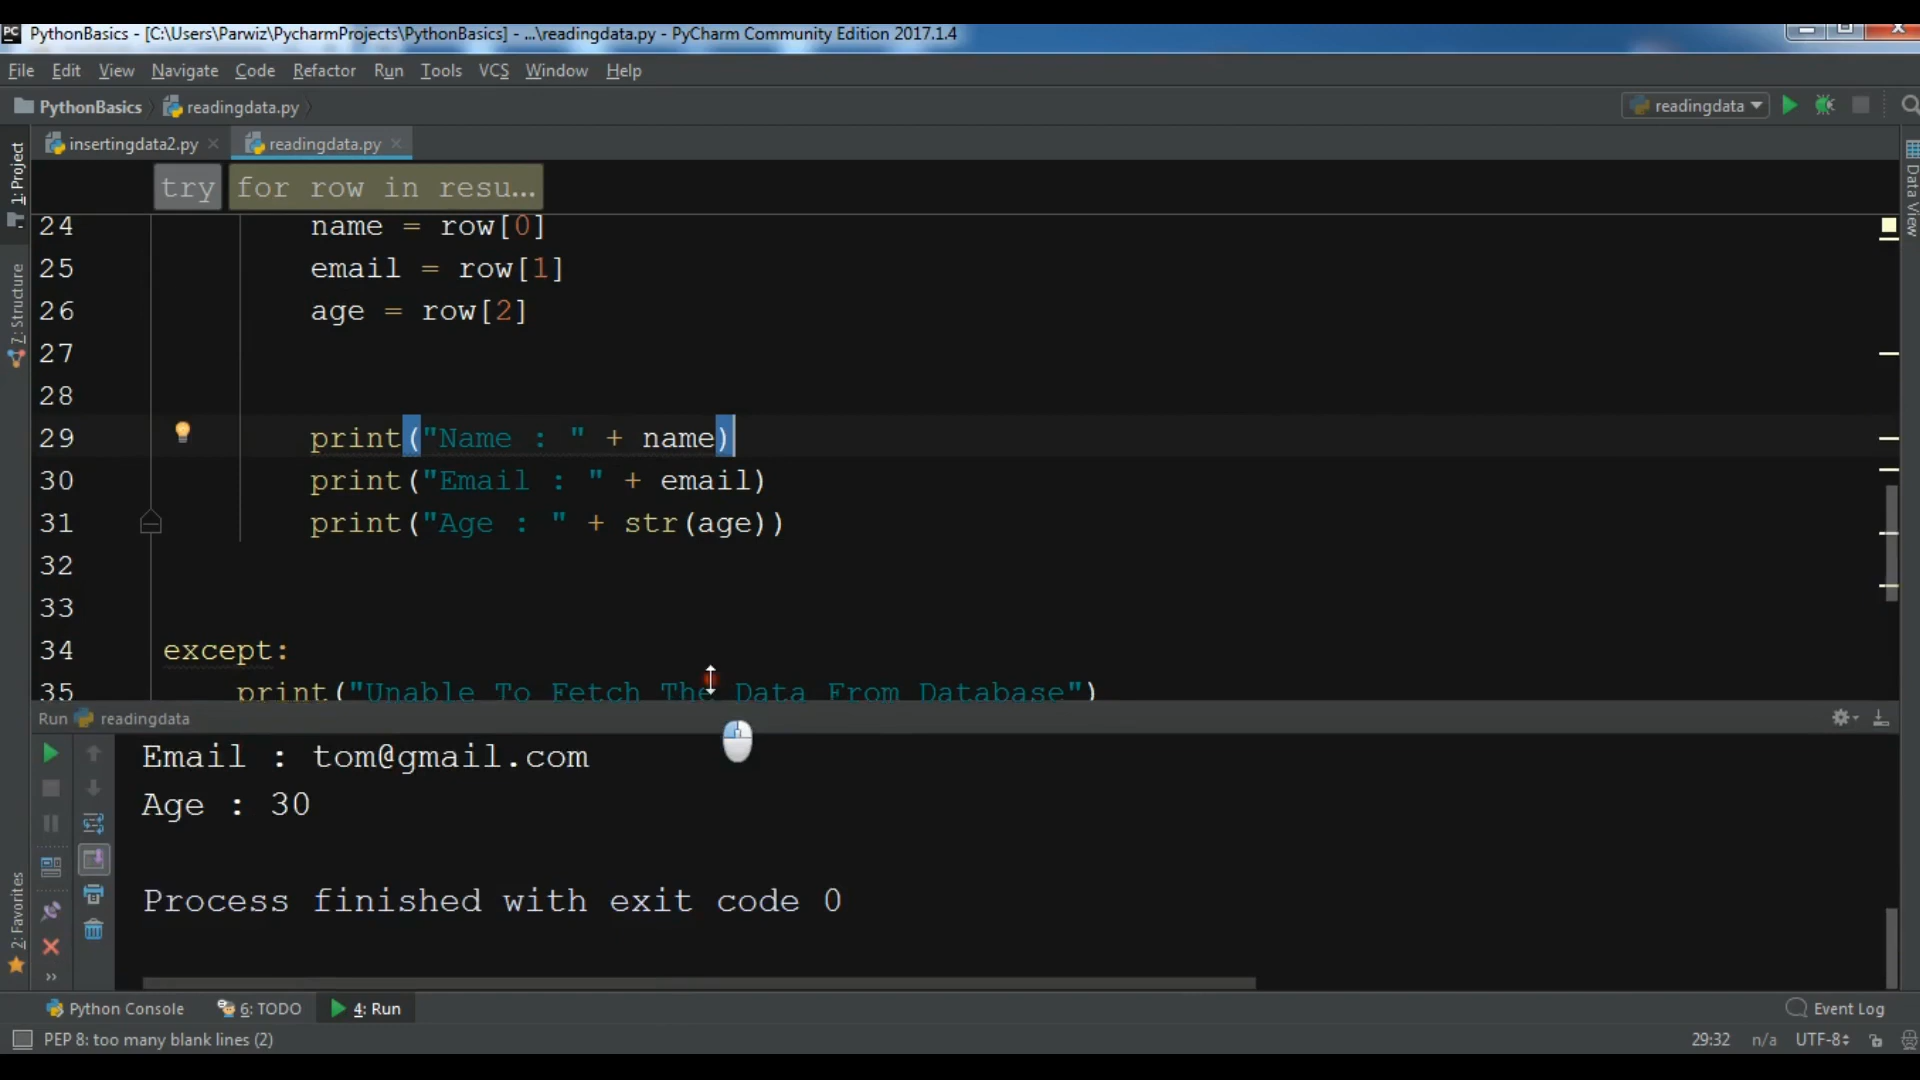 PC PythonBasics - [C:\Users\Parwiz\PycharmProjects\PythonBasics] - ...\readingdata.py - PyCharm Community Edition 2017.1.4
File Edit View Navigate Code Refactor Run Tools VCS Window Help
PythonBasics readingdata.py readingdata
insertingdata2.py readingdata.py
1: Project
7: Structure
2: Favorites
Data View
try for row in resu...
24 name = row[0]
25 email = row[1]
26 age = row[2]
27
28
29 print("Name : " + name)
30 print("Email : " + email)
31 print("Age : " + str(age))
32
33
34 except:
35 print("Unable To Fetch The Data From Database")
Run readingdata
Email : tom@gmail.com
Age : 30
Process finished with exit code 0
Python Console 6: TODO 4: Run Event Log
PEP 8: too many blank lines (2) 29:32 n/a UTF-8